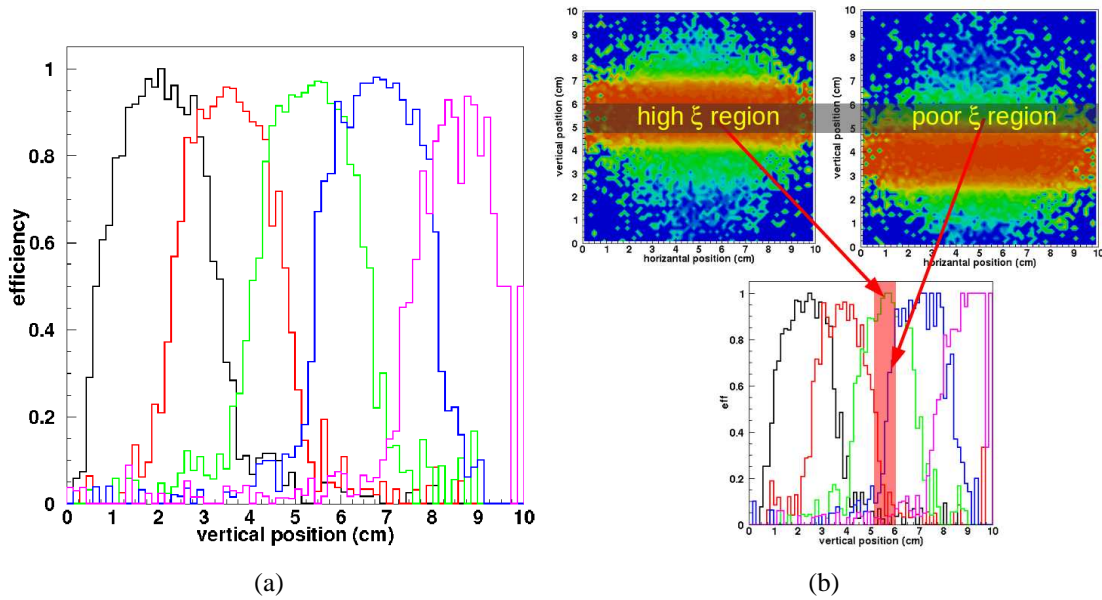 efficiency
1
0.8
0.6
0.4
0.2
0
0 1 2 3 4 5 6 7 8 9 10
vertical position (cm)
(a)
vertical position (cm)
10
9
8
7
6
5
4
3
2
1
0
0 1 2 3 4 5 6 7 8 9 10
horizantal position (cm)
high ξ region
vertical position (cm)
10
9
8
7
6
5
4
3
2
1
0
0 1 2 3 4 5 6 7 8 9 10
horizantal position (cm)
poor ξ region
eff
1
0.8
0.6
0.4
0.2
0
0 1 2 3 4 5 6 7 8 9 10
vertical position (cm)
(b)